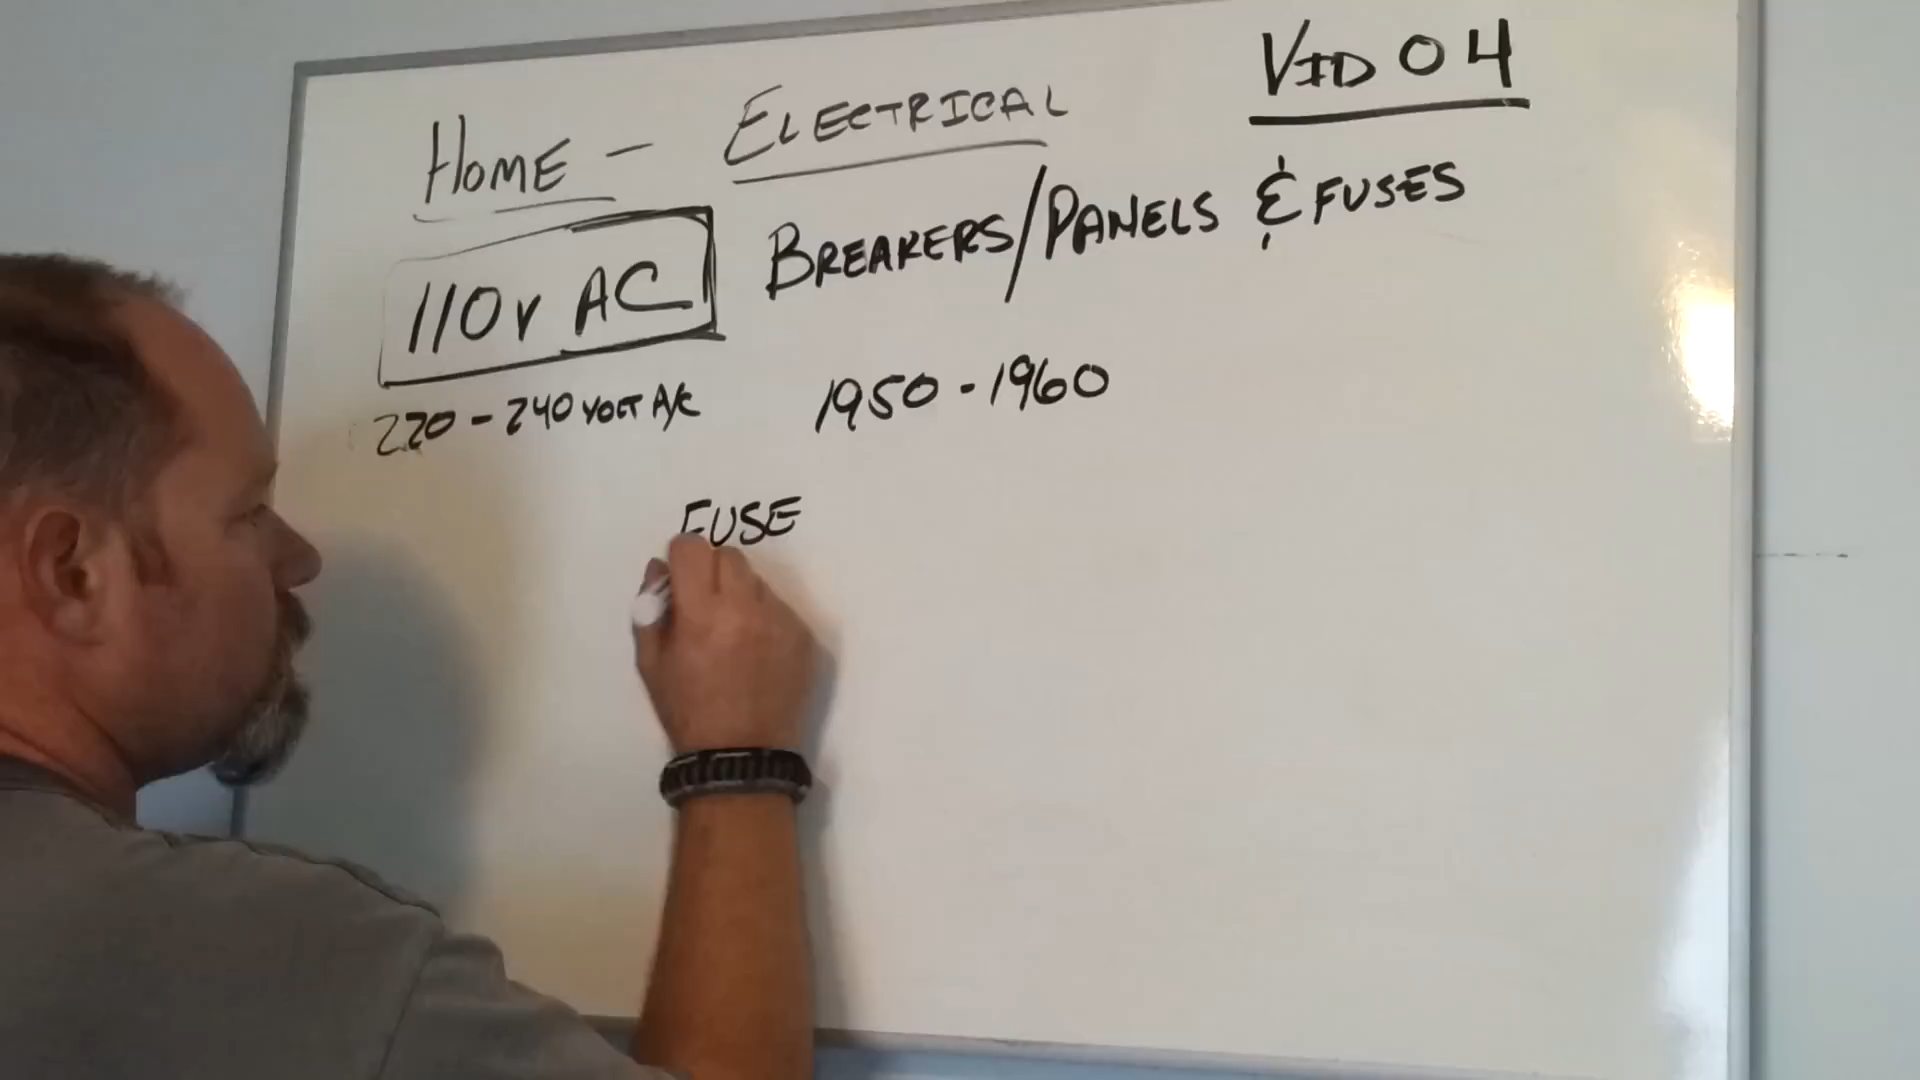 VID 04
HOME - ELECTRICAL
BREAKERS/PANELS & FUSES
110V AC
220 - 240 VOLT A/C
1950 - 1960
FUSE